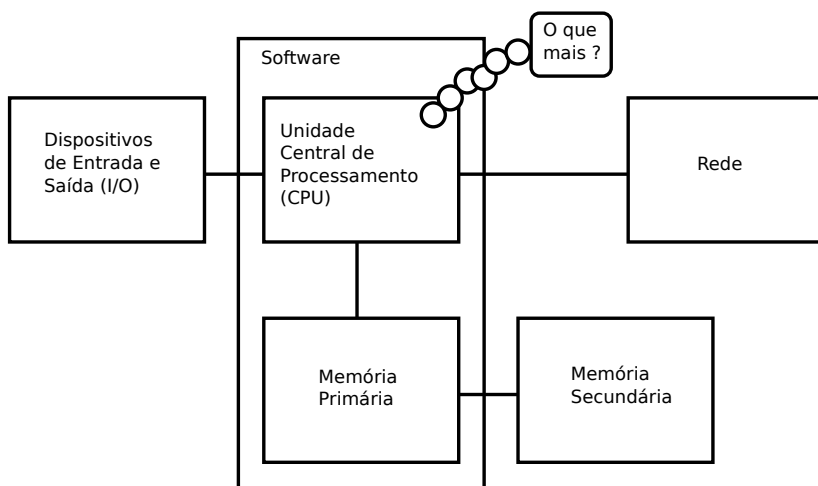 O que
mais ?
Software
Dispositivos
de Entrada e
Saída (I/O)
Unidade
Central de
Processamento
(CPU)
Rede
Memória
Primária
Memória
Secundária